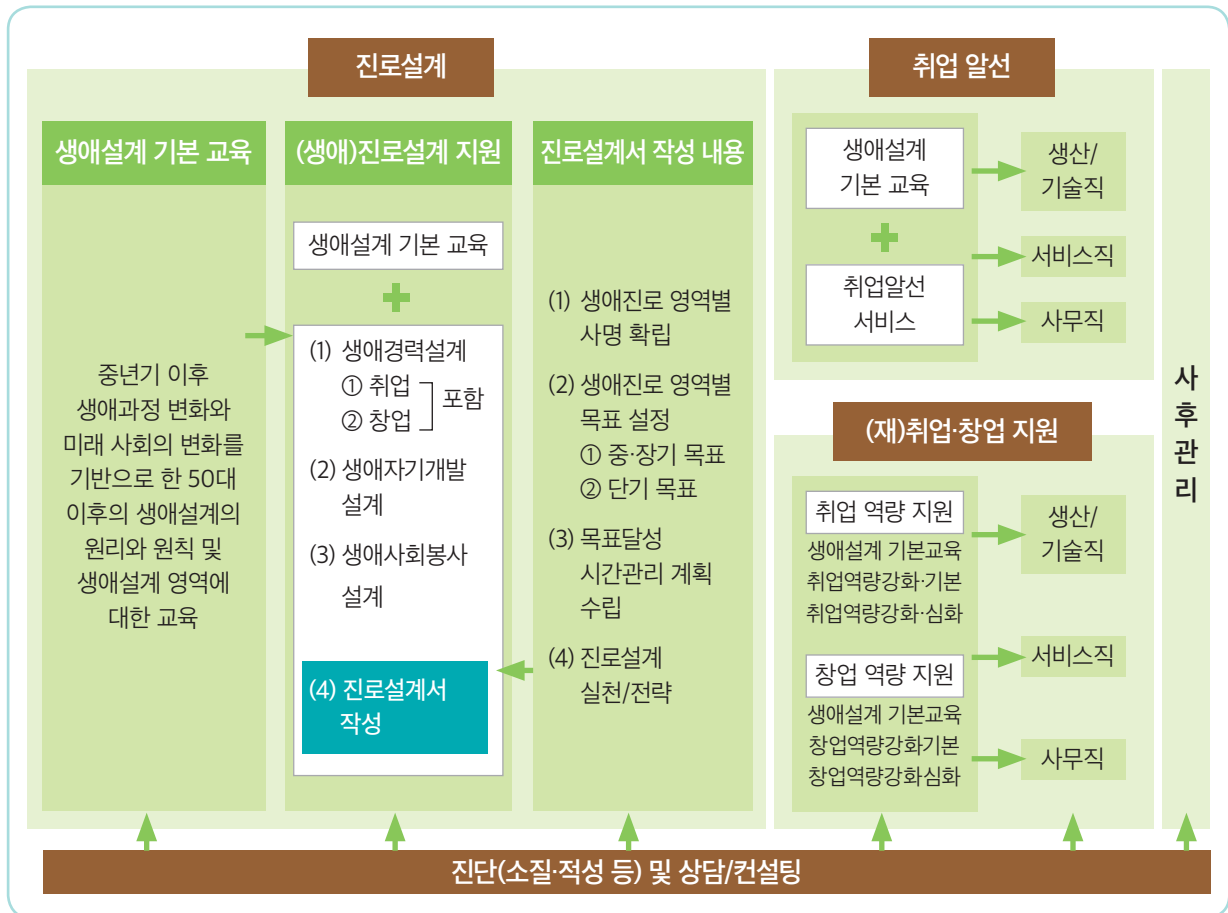 진로설계
생애설계 기본 교육
중년기 이후
생애과정 변화와
미래 사회의 변화를
기반으로 한 50대
이후의 생애설계의
원리와 원칙 및
생애설계 영역에
대한 교육
(생애)진로설계 지원
생애설계 기본 교육
(1) 생애경력설계
① 취업
② 창업
포함
(2) 생애자기개발
설계
(3) 생애사회봉사
설계
(4) 진로설계서
작성
진로설계서 작성 내용
(1) 생애진로 영역별
사명 확립
(2) 생애진로 영역별
목표 설정
① 중·장기 목표
② 단기 목표
(3) 목표달성
시간관리 계획
수립
(4) 진로설계
실천/전략
취업 알선
생애설계
기본 교육
취업알선
서비스
생산/
기술직
서비스직
사무직
(재)취업·창업 지원
취업 역량 지원
생애설계 기본교육
취업역량강화·기본
취업역량강화·심화
창업 역량 지원
생애설계 기본교육
창업역량강화기본
창업역량강화심화
생산/
기술직
서비스직
사무직
사후관리
진단(소질·적성 등) 및 상담/컨설팅